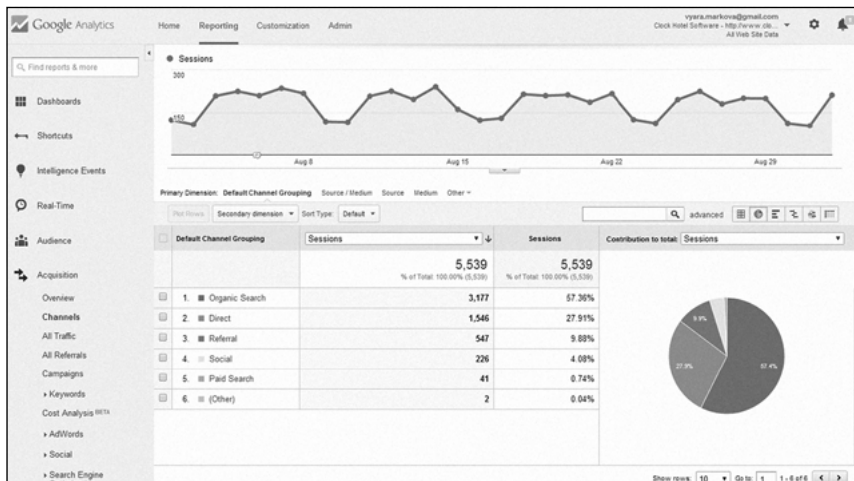 Google Analytics
Home Reporting Customization Admin
vyara.markova@gmail.com
Clock Hotel Software - http://www.clo...
All Web Site Data
Find reports & more
Dashboards
Shortcuts
Intelligence Events
Real-Time
Audience
Acquisition
Overview
Channels
All Traffic
All Referrals
Campaigns
Keywords
Cost Analysis BETA
AdWords
Social
Search Engine
Sessions
300
150
Aug 8 Aug 15 Aug 22 Aug 29
Primary Dimension: Default Channel Grouping Source / Medium Source Medium Other
Plot Rows Secondary dimension Sort Type: Default advanced
Default Channel Grouping Sessions Sessions Contribution to total: Sessions
5,539 5,539
% of Total: 100.00% (5,539) % of Total: 100.00% (5,539)
1. Organic Search 3,177 57.36%
2. Direct 1,546 27.91%
3. Referral 547 9.88%
4. Social 226 4.08%
5. Paid Search 41 0.74%
6. (Other) 2 0.04%
9.9%
27.9% 57.4%
Show rows: 10 Go to: 1 1 - 6 of 6